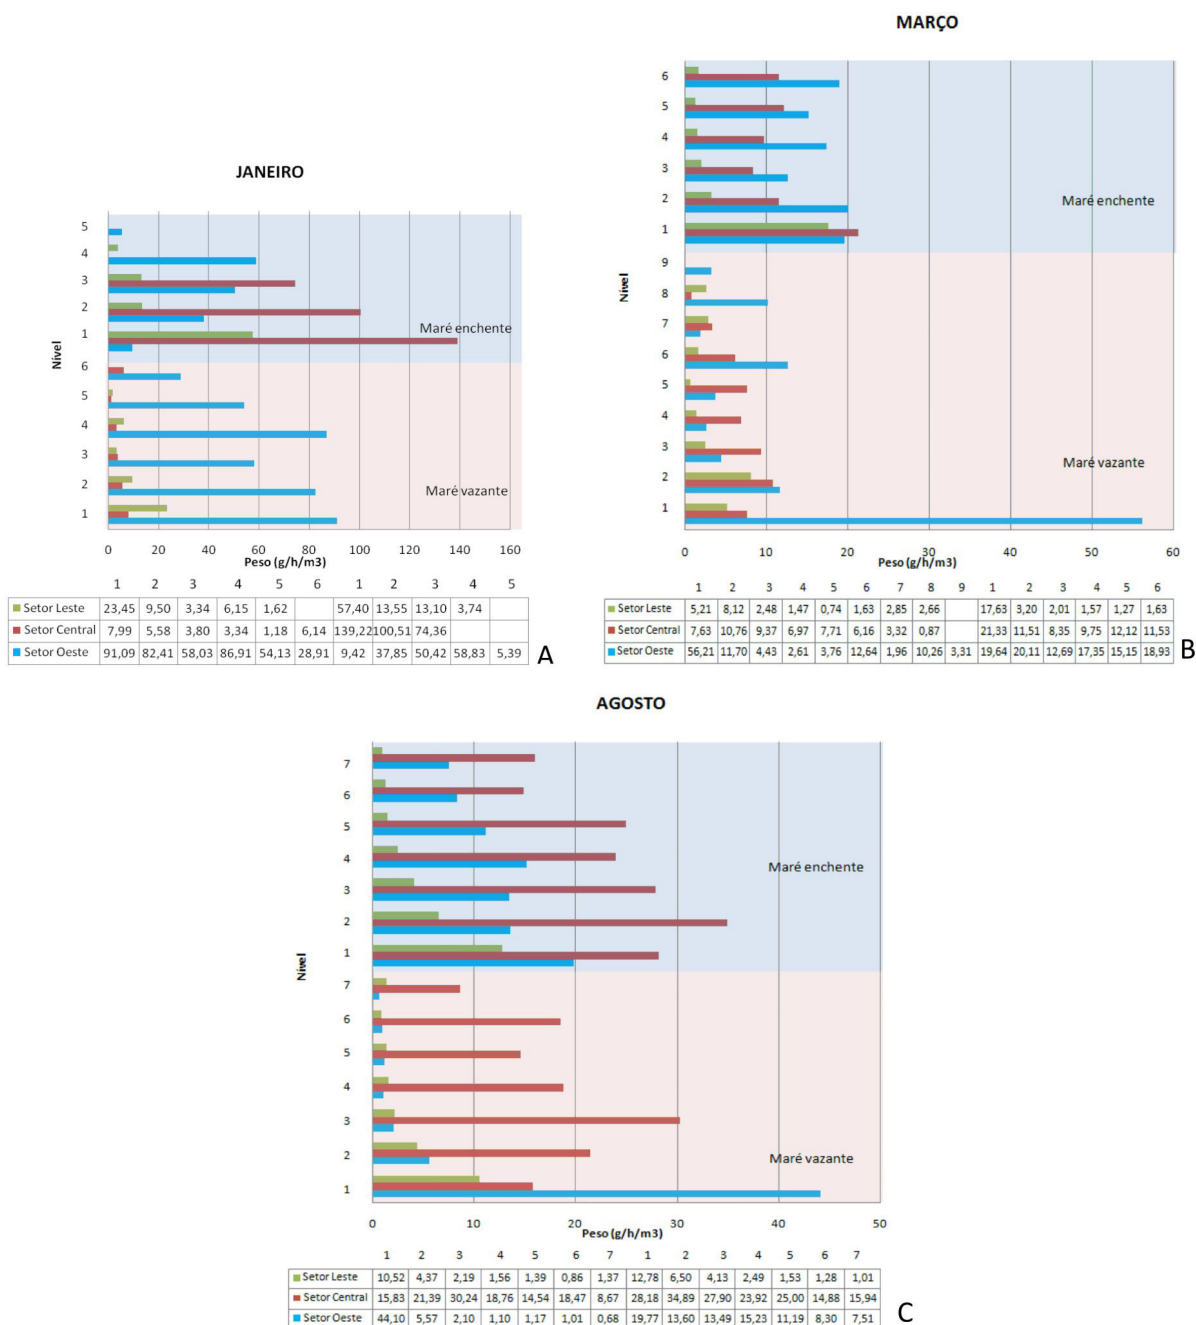 JANEIRO
5
4
3
2
1
Maré enchente
6
5
4
3
2
1
Maré vazante
Nível
0 20 40 60 80 100 120 140 160
Peso (g/h/m3)
1 2 3 4 5 6 1 2 3 4 5
Setor Leste 23,45 9,50 3,34 6,15 1,62 57,40 13,55 13,10 3,74
Setor Central 7,99 5,58 3,80 3,34 1,18 6,14 139,22 100,51 74,36
Setor Oeste 91,09 82,41 58,03 86,91 54,13 28,91 9,42 37,85 50,42 58,83 5,39
A
MARÇO
6
5
4
3
2
Maré enchente
1
9
8
7
6
5
4
3
Maré vazante
2
1
Nível
0 10 20 30 40 50 60
Peso (g/h/m3)
1 2 3 4 5 6 7 8 9 1 2 3 4 5 6
Setor Leste 5,21 8,12 2,48 1,47 0,74 1,63 2,85 2,66 17,63 3,20 2,01 1,57 1,27 1,63
Setor Central 7,63 10,76 9,37 6,97 7,71 6,16 3,32 0,87 21,33 11,51 8,35 9,75 12,12 11,53
Setor Oeste 56,21 11,70 4,43 2,61 3,76 12,64 1,96 10,26 3,31 19,64 20,11 12,69 17,35 15,15 18,93
B
AGOSTO
7
6
5
4
Maré enchente
3
2
1
7
6
5
4
3
2
Maré vazante
1
Nível
0 10 20 30 40 50
Peso (g/h/m3)
1 2 3 4 5 6 7 1 2 3 4 5 6 7
Setor Leste 10,52 4,37 2,19 1,56 1,39 0,86 1,37 12,78 6,50 4,13 2,49 1,53 1,28 1,01
Setor Central 15,83 21,39 30,24 18,76 14,54 18,47 8,67 28,18 34,89 27,90 23,92 25,00 14,88 15,94
Setor Oeste 44,10 5,57 2,10 1,10 1,17 1,01 0,68 19,77 13,60 13,49 15,23 11,19 8,30 7,51
C